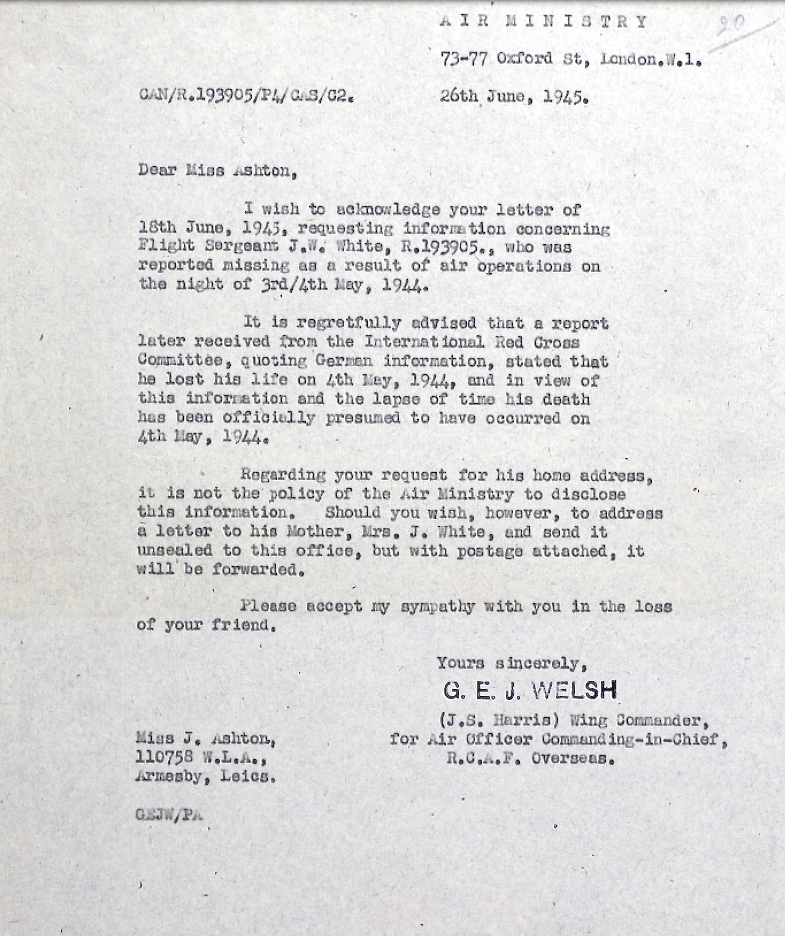 AIR MINISTRY
20
73-77 Oxford St, London.W.1.
CAN/R.193905/P4/CAS/C2.
26th June, 1945.
Dear Miss Ashton,
I wish to acknowledge your letter of
18th June, 1945, requesting information concerning
Flight Sergeant J.W. White, R.193905., who was
reported missing as a result of air operations on
the night of 3rd/4th May, 1944.
It is regretfully advised that a report
later received from the International Red Cross
Committee, quoting German information, stated that
he lost his life on 4th May, 1944, and in view of
this information and the lapse of time his death
has been officially presumed to have occurred on
4th May, 1944.
Regarding your request for his home address,
it is not the policy of the Air Ministry to disclose
this information. Should you wish, however, to address
a letter to his Mother, Mrs. J. White, and send it
unsealed to this office, but with postage attached, it
will be forwarded.
Please accept my sympathy with you in the loss
of your friend.
Yours sincerely,
G. E. J. WELSH
(J.S. Harris) Wing Commander,
for Air Officer Commanding-in-Chief,
R.C.A.F. Overseas.
Miss J. Ashton,
110758 W.L.A.,
Armesby, Leics.
GEJW/PA